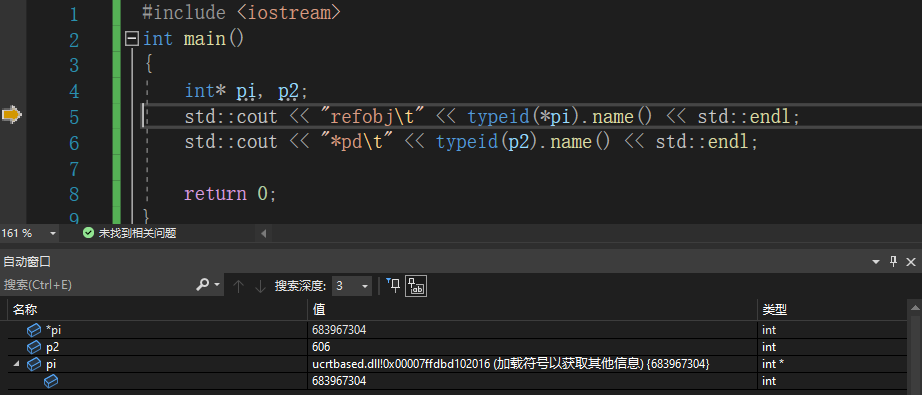 1 #include <iostream>
2 int main()
3 {
4 int* pi, p2;
5 std::cout << "refobj\t" << typeid(*pi).name() << std::endl;
6 std::cout << "*pd\t" << typeid(p2).name() << std::endl;
7
8 return 0;
9 }
161 % 未找到相关问题
自动窗口
搜索(Ctrl+E) 搜索深度: 3
名称 值 类型
*pi 683967304 int
p2 606 int
pi ucrtbased.dll!0x00007ffdbd102016 (加载符号以获取其他信息) {683967304} int *
683967304 int